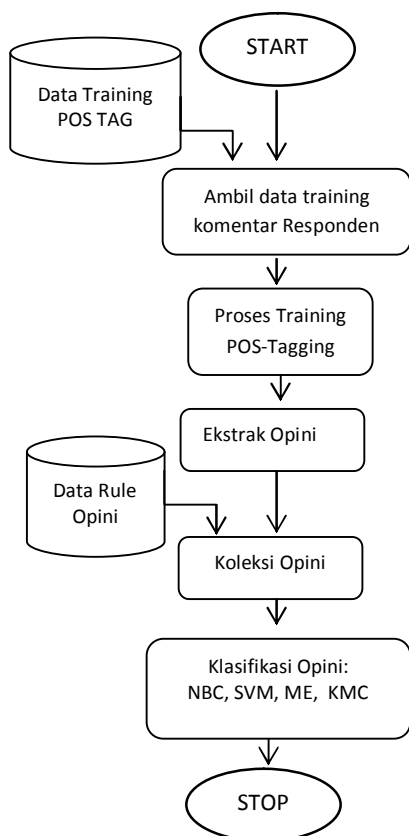 START
Data Training
POS TAG
Ambil data training
komentar Responden
Proses Training
POS-Tagging
Ekstrak Opini
Data Rule
Opini
Koleksi Opini
Klasifikasi Opini:
NBC, SVM, ME, KMC
STOP